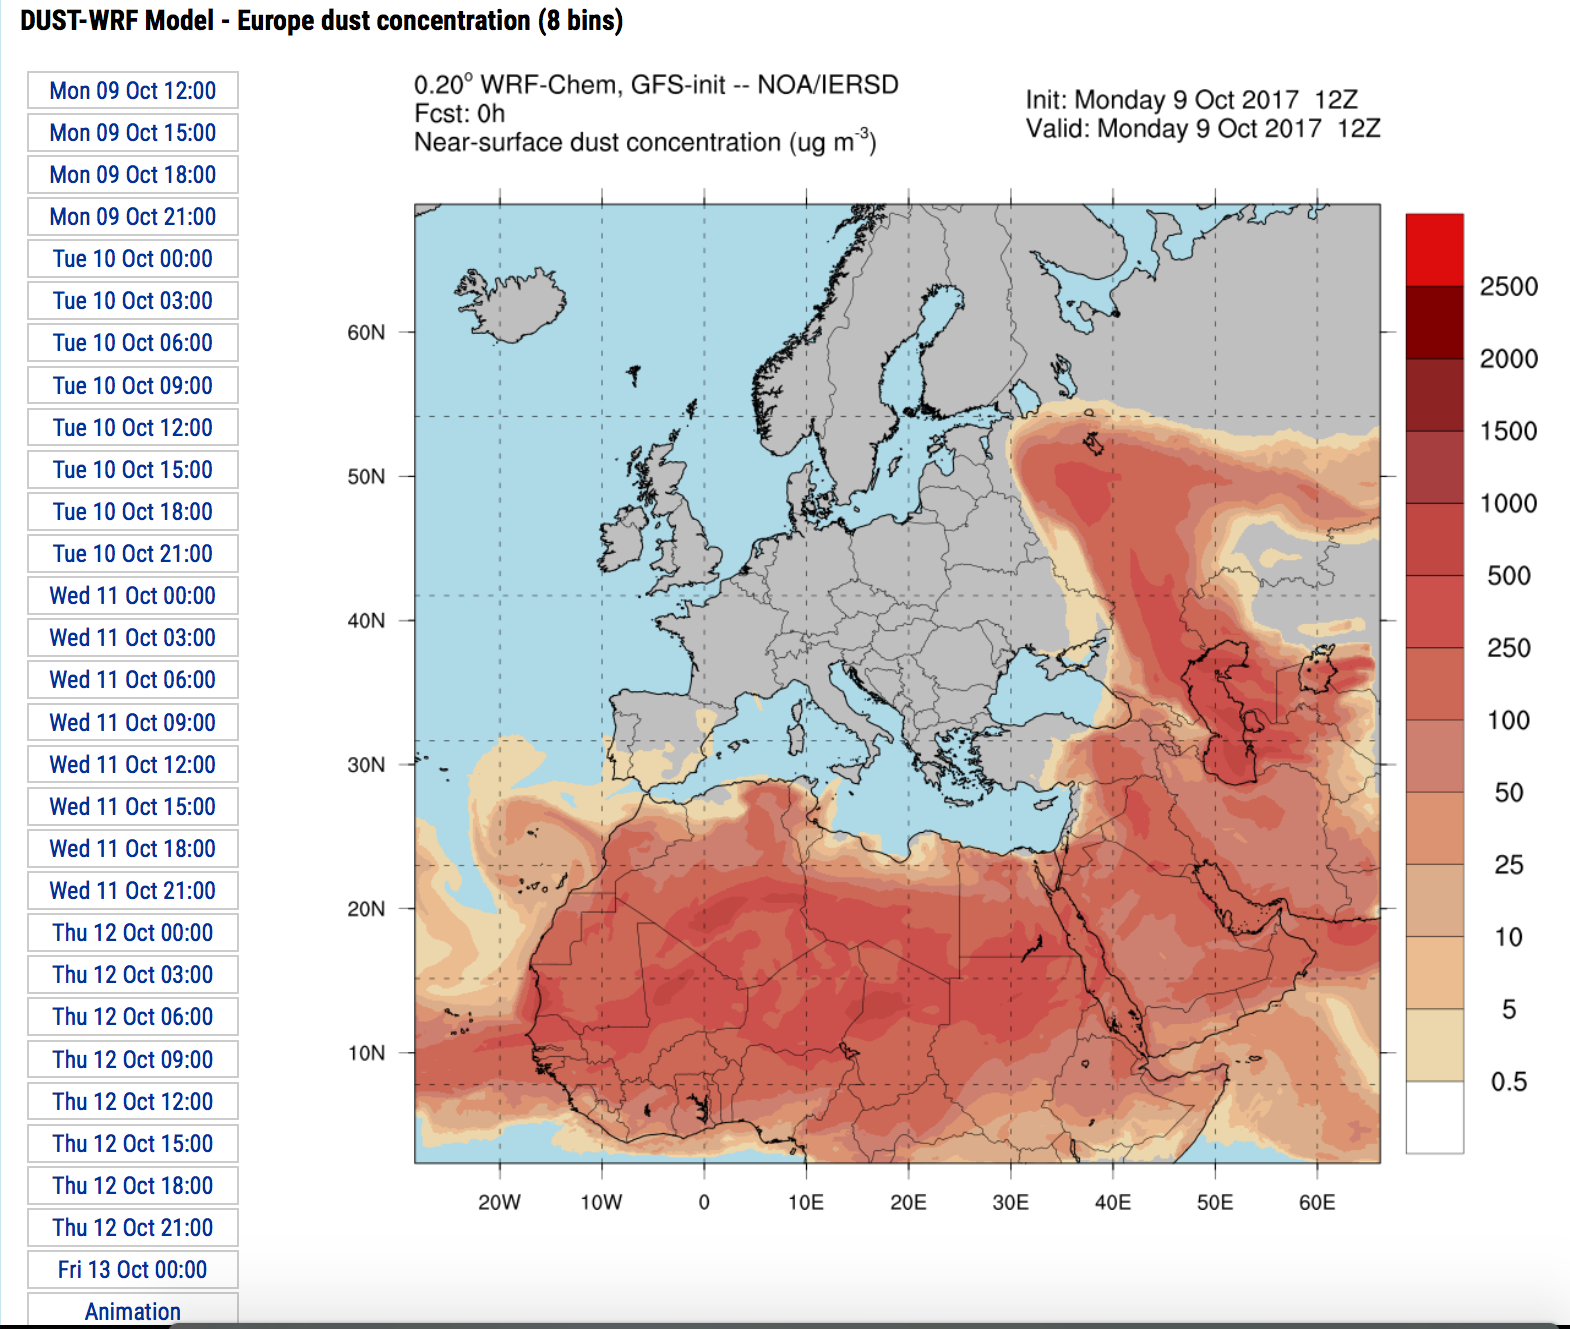 DUST-WRF Model - Europe dust concentration (8 bins)
Mon 09 Oct 12:00
Mon 09 Oct 15:00
Mon 09 Oct 18:00
Mon 09 Oct 21:00
Tue 10 Oct 00:00
Tue 10 Oct 03:00
Tue 10 Oct 06:00
Tue 10 Oct 09:00
Tue 10 Oct 12:00
Tue 10 Oct 15:00
Tue 10 Oct 18:00
Tue 10 Oct 21:00
Wed 11 Oct 00:00
Wed 11 Oct 03:00
Wed 11 Oct 06:00
Wed 11 Oct 09:00
Wed 11 Oct 12:00
Wed 11 Oct 15:00
Wed 11 Oct 18:00
Wed 11 Oct 21:00
Thu 12 Oct 00:00
Thu 12 Oct 03:00
Thu 12 Oct 06:00
Thu 12 Oct 09:00
Thu 12 Oct 12:00
Thu 12 Oct 15:00
Thu 12 Oct 18:00
Thu 12 Oct 21:00
Fri 13 Oct 00:00
Animation
0.20° WRF-Chem, GFS-init -- NOA/IERSD
Fcst: 0h
Near-surface dust concentration (ug m⁻³)
Init: Monday 9 Oct 2017 12Z
Valid: Monday 9 Oct 2017 12Z
60N
50N
40N
30N
20N
10N
20W 10W 0 10E 20E 30E 40E 50E 60E
2500
2000
1500
1000
500
250
100
50
25
10
5
0.5